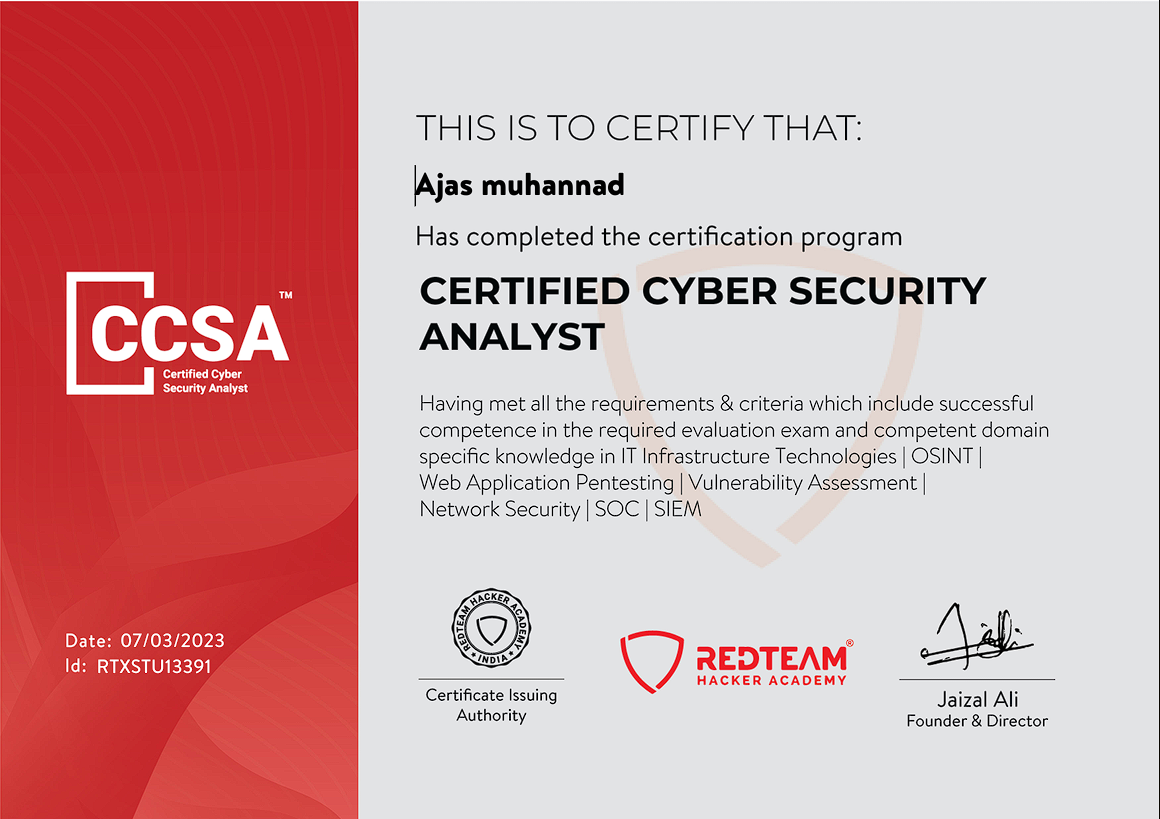 CCSA™
Certified Cyber
Security Analyst
Date: 07/03/2023
Id: RTXSTU13391
THIS IS TO CERTIFY THAT:
Ajas muhannad
Has completed the certification program
CERTIFIED CYBER SECURITY
ANALYST
Having met all the requirements & criteria which include successful
competence in the required evaluation exam and competent domain
specific knowledge in IT Infrastructure Technologies | OSINT |
Web Application Pentesting | Vulnerability Assessment |
Network Security | SOC | SIEM
REDTEAM HACKER ACADEMY
★ INDIA ★
Certificate Issuing
Authority
REDTEAM®
HACKER ACADEMY
Jaizal Ali
Founder & Director